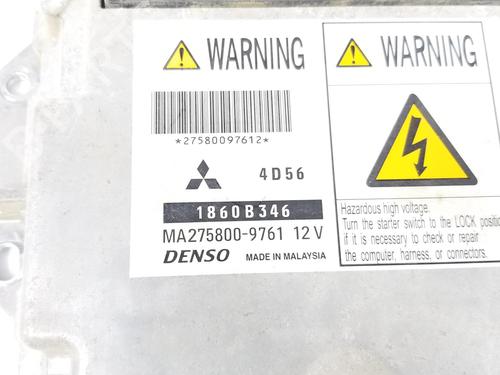 WARNING
*27580097612*
4D56
1860B346
MA275800-9761 12V
DENSO MADE IN MALAYSIA
WARNING
Hazardous high voltage.
Turn the starter switch to the LOCK position
if it is necessary to check or repair
the computer, harness, or connectors.